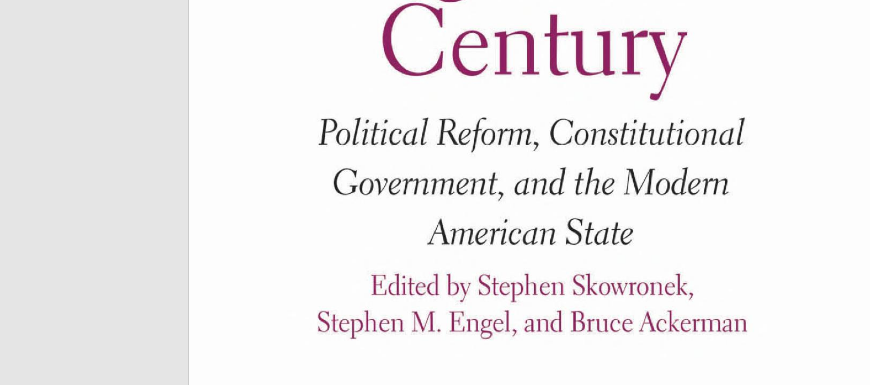 Century
Political Reform, Constitutional
Government, and the Modern
American State
Edited by Stephen Skowronek,
Stephen M. Engel, and Bruce Ackerman